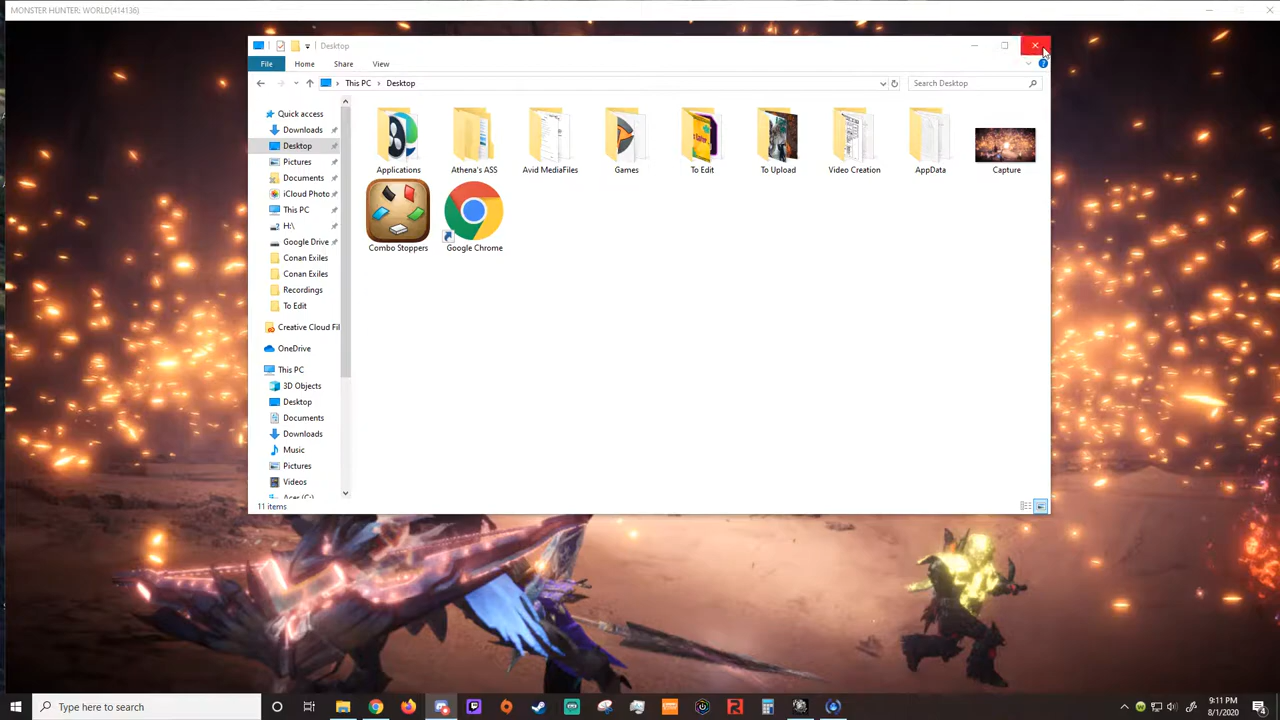 MONSTER HUNTER: WORLD(414136)
Desktop
File Home Share View
This PC > Desktop
Search Desktop
Quick access
Downloads
Desktop
Pictures
Documents
iCloud Photo
This PC
H:\
Google Drive
Conan Exiles
Conan Exiles
Recordings
To Edit
Creative Cloud Fil
OneDrive
This PC
3D Objects
Desktop
Documents
Downloads
Music
Pictures
Videos
Aces (C:)
Applications
Athena's ASS
Avid MediaFiles
Games
To Edit
To Upload
Video Creation
AppData
Capture
Combo Stoppers
Google Chrome
11 items
Type here to search
9:11 PM
8/1/2020